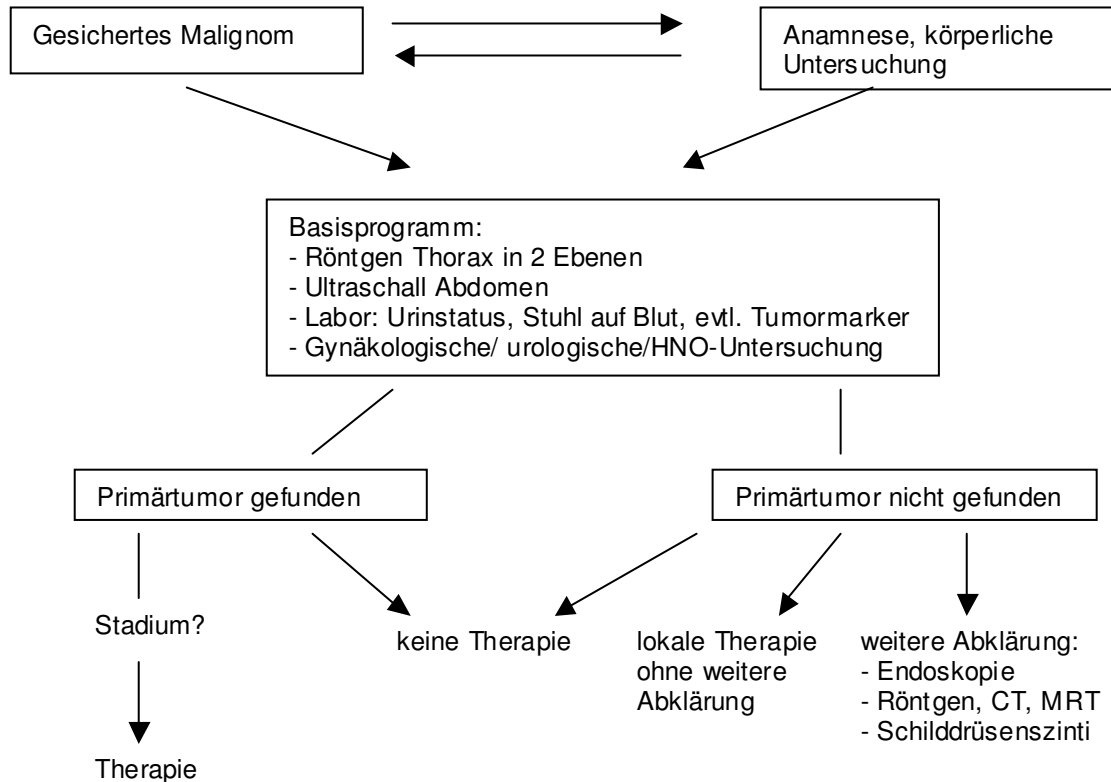 Gesichertes Malignom
Anamnese, körperliche
Untersuchung
Basisprogramm:
- Röntgen Thorax in 2 Ebenen
- Ultraschall Abdomen
- Labor: Urinstatus, Stuhl auf Blut, evtl. Tumormarker
- Gynäkologische/ urologische/HNO-Untersuchung
Primärtumor gefunden
Primärtumor nicht gefunden
Stadium?
Therapie
keine Therapie
lokale Therapie
ohne weitere
Abklärung
weitere Abklärung:
- Endoskopie
- Röntgen, CT, MRT
- Schilddrüsenszinti